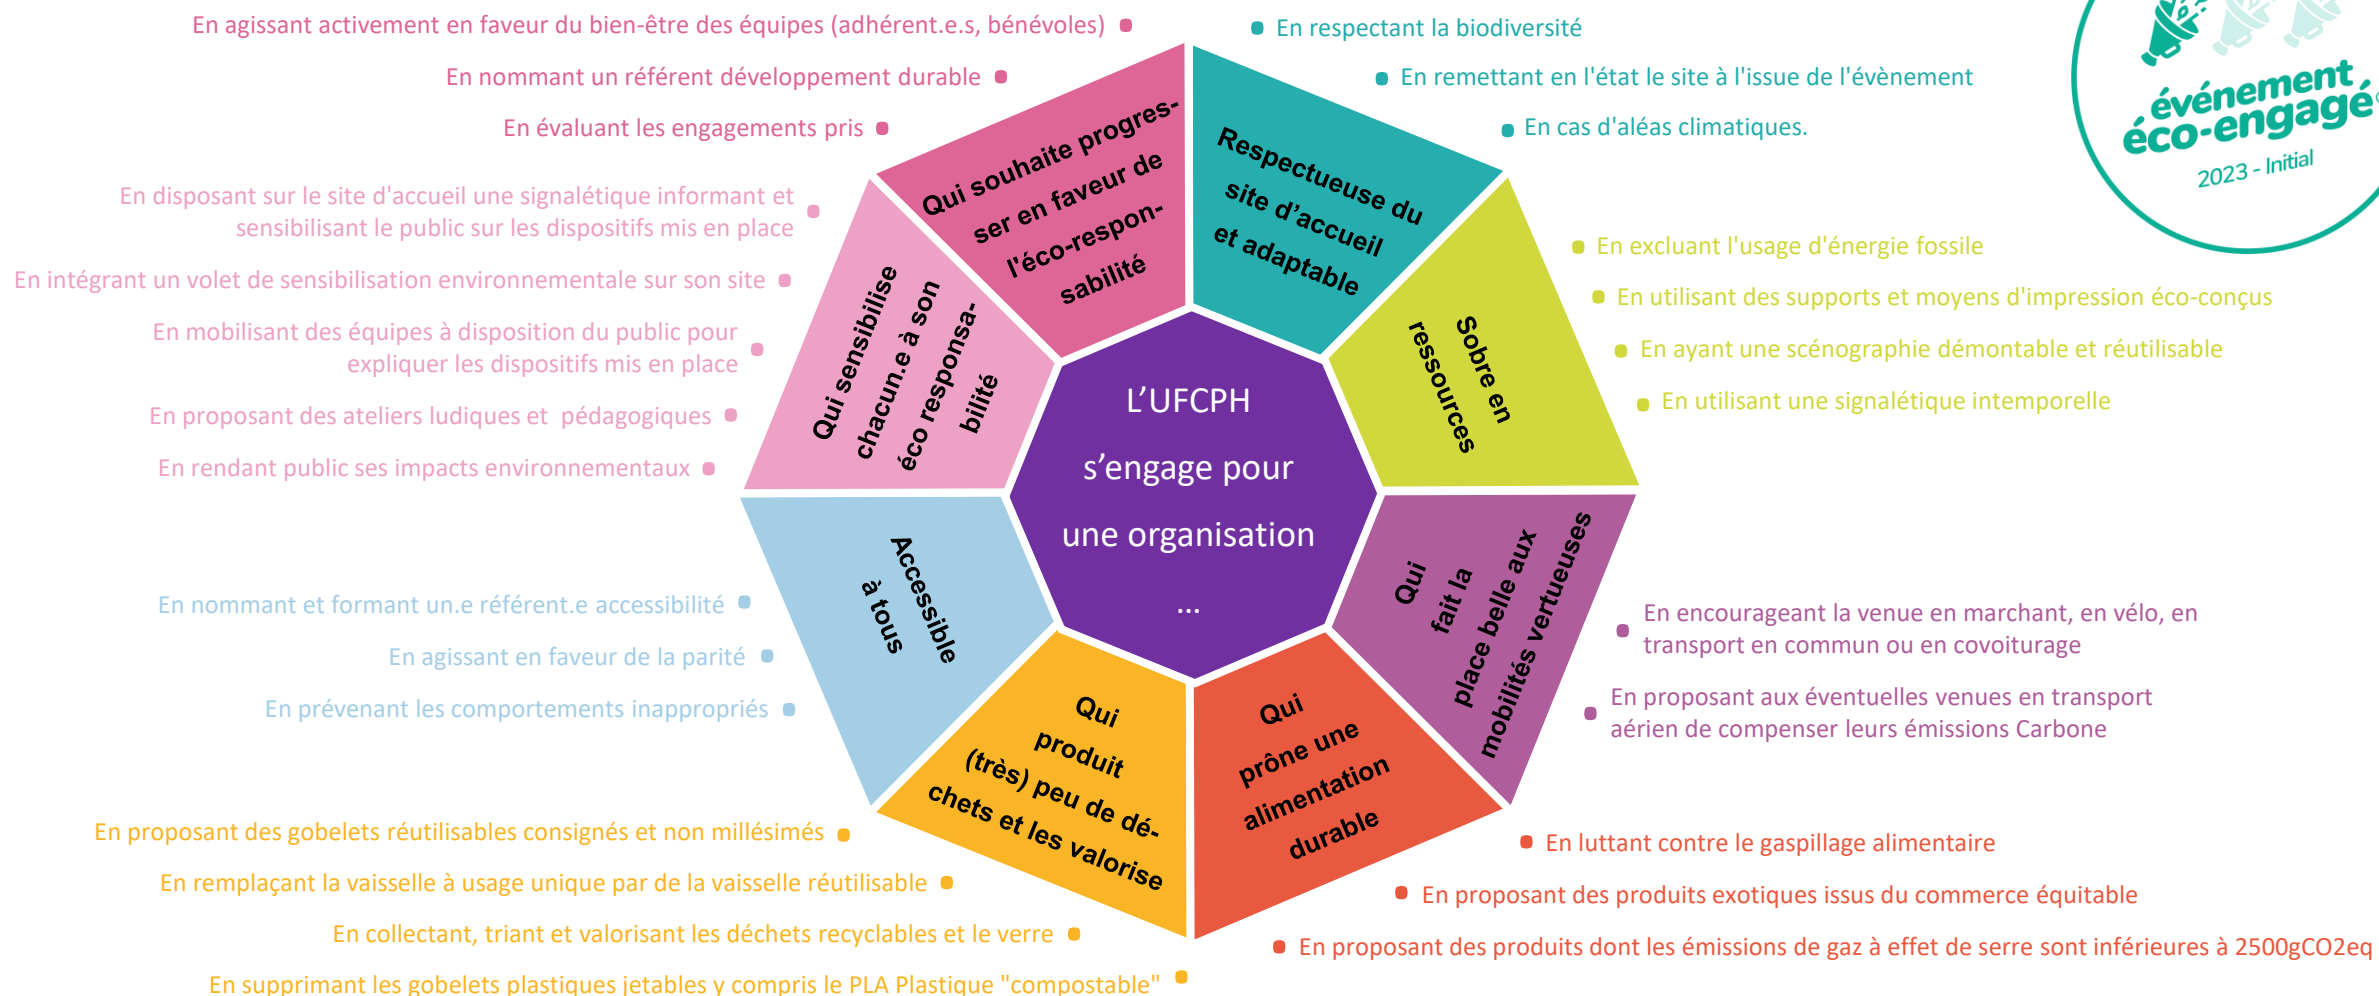 En agissant activement en faveur du bien-être des équipes (adhérent.e.s, bénévoles)
En nommant un référent développement durable
En évaluant les engagements pris
Qui souhaite progres-
ser en faveur de
l'éco-respon-
sabilité
En respectant la biodiversité
En remettant en l'état le site à l'issue de l'évènement
En cas d'aléas climatiques.
Respectueuse du
site d'accueil
et adaptable
événement
éco-engagé
2023 - Initial
En disposant sur le site d'accueil une signalétique informant et
sensibilisant le public sur les dispositifs mis en place
En intégrant un volet de sensibilisation environnementale sur son site
En mobilisant des équipes à disposition du public pour
expliquer les dispositifs mis en place
En proposant des ateliers ludiques et  pédagogiques
En rendant public ses impacts environnementaux
Qui sensibilise
chacun.e à son
éco responsa-
bilité
En excluant l'usage d'énergie fossile
En utilisant des supports et moyens d'impression éco-conçus
En ayant une scénographie démontable et réutilisable
En utilisant une signalétique intemporelle
Sobre en
ressources
L'UFCPH
s'engage pour
une organisation
...
En nommant et formant un.e référent.e accessibilité
En agissant en faveur de la parité
En prévenant les comportements inappropriés
Accessible
à tous
Qui
fait la
place belle aux
mobilités vertueuses
En encourageant la venue en marchant, en vélo, en
transport en commun ou en covoiturage
En proposant aux éventuelles venues en transport
aérien de compenser leurs émissions Carbone
En proposant des gobelets réutilisables consignés et non millésimés
En remplaçant la vaisselle à usage unique par de la vaisselle réutilisable
En collectant, triant et valorisant les déchets recyclables et le verre
En supprimant les gobelets plastiques jetables y compris le PLA Plastique "compostable"
Qui
produit
(très) peu de dé-
chets et les valorise
Qui
prône une
alimentation
durable
En luttant contre le gaspillage alimentaire
En proposant des produits exotiques issus du commerce équitable
En proposant des produits dont les émissions de gaz à effet de serre sont inférieures à 2500gCO2eq